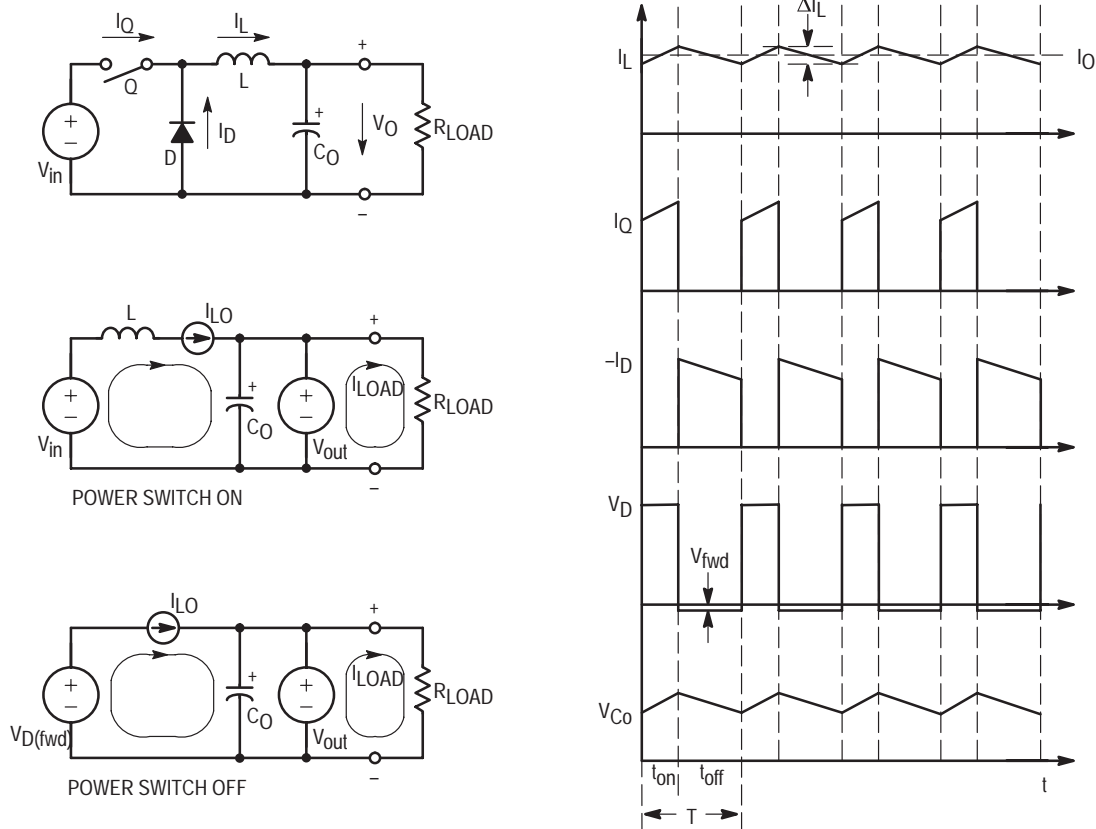 IQ
IL
Q
L
+
+
VO
RLOAD
+
−
Vin
D
ID
CO
−
L
ILO
+
+
−
Vin
+
CO
+
−
Vout
ILOAD
RLOAD
−
POWER SWITCH ON
ILO
+
+
−
VD(fwd)
+
CO
+
−
Vout
ILOAD
RLOAD
−
POWER SWITCH OFF
ΔIL
IL
IO
IQ
–ID
VD
Vfwd
VCo
ton
toff
t
T